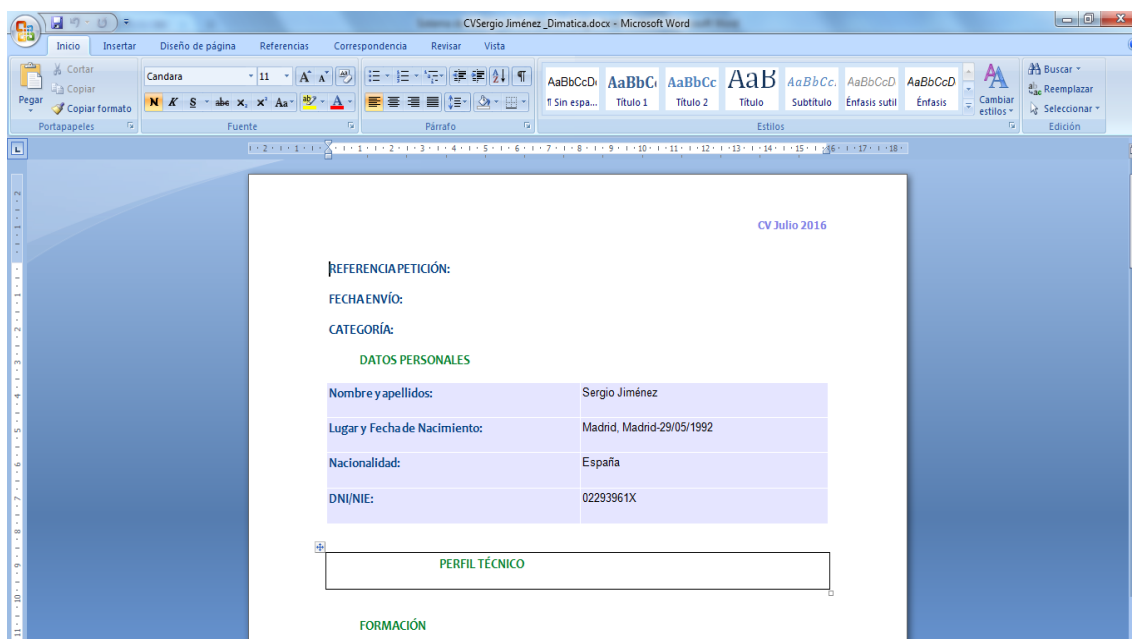 CVSergio Jiménez _Dimatica.docx - Microsoft Word
Inicio Insertar Diseño de página Referencias Correspondencia Revisar Vista
Pegar
Cortar
Copiar
Copiar formato
Portapapeles
Candara 11
N K S abc x, x² Aa
Fuente
Párrafo
AaBbCcDc AaBbC AaBbCc AaB AaBbCc. AaBbCcD AaBbCcD
¶ Sin espa... Título 1 Título 2 Título Subtítulo Énfasis sutil Énfasis
Cambiar estilos
Estilos
Buscar
Reemplazar
Seleccionar
Edición
CV Julio 2016
REFERENCIA PETICIÓN:
FECHA ENVÍO:
CATEGORÍA:
DATOS PERSONALES
Nombre y apellidos: Sergio Jiménez
Lugar y Fecha de Nacimiento: Madrid, Madrid-29/05/1992
Nacionalidad: España
DNI/NIE: 02293961X
PERFIL TÉCNICO
FORMACIÓN